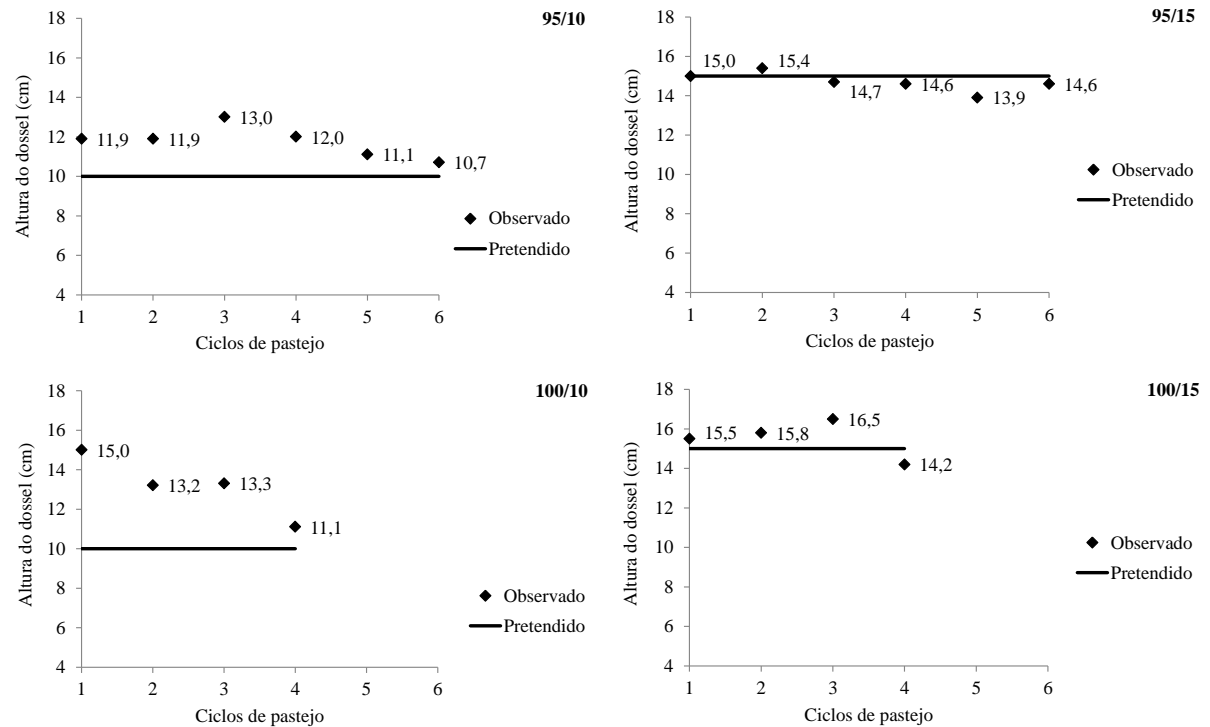 95/10
Altura do dossel (cm)
18
16
14
12
10
8
6
4
11,9
11,9
13,0
12,0
11,1
10,7
Observado
Pretendido
1 2 3 4 5 6
Ciclos de pastejo
95/15
Altura do dossel (cm)
18
16
14
12
10
8
6
4
15,0
15,4
14,7
14,6
13,9
14,6
Observado
Pretendido
1 2 3 4 5 6
Ciclos de pastejo
100/10
Altura do dossel (cm)
18
16
14
12
10
8
6
4
15,0
13,2
13,3
11,1
Observado
Pretendido
1 2 3 4 5 6
Ciclos de pastejo
100/15
Altura do dossel (cm)
18
16
14
12
10
8
6
4
15,5
15,8
16,5
14,2
Observado
Pretendido
1 2 3 4 5 6
Ciclos de pastejo